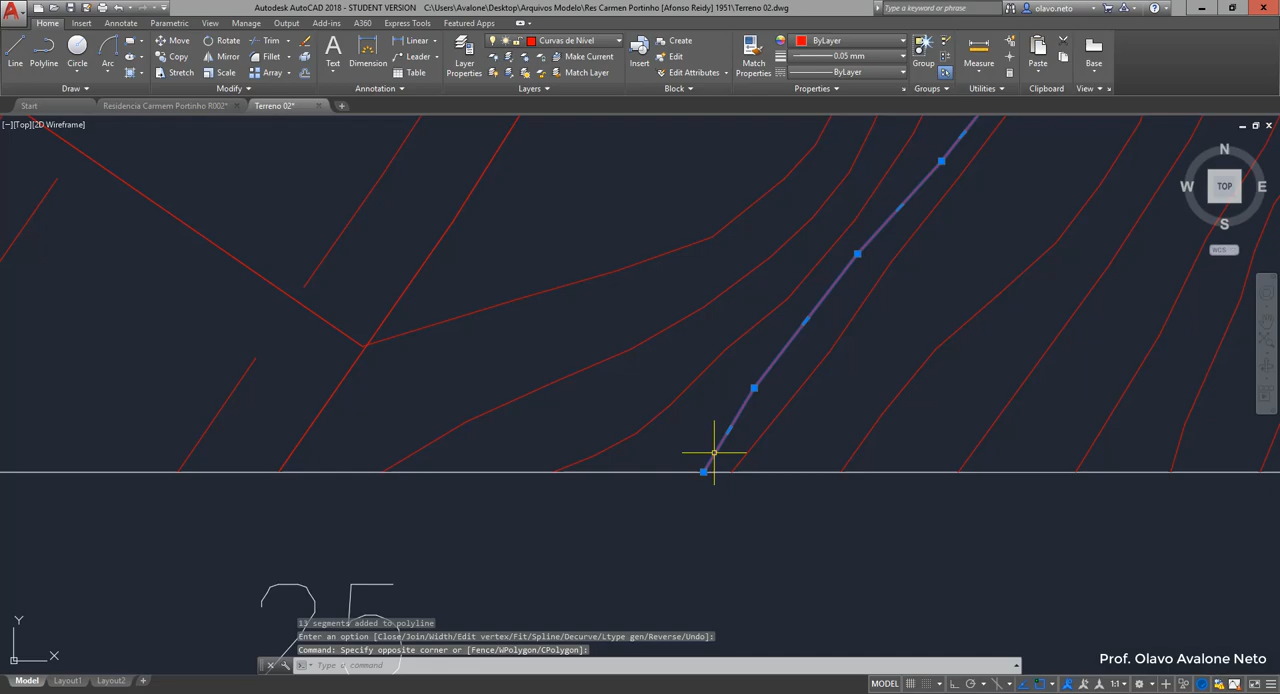 Autodesk AutoCAD 2018 - STUDENT VERSION C:\Users\Avalone\Desktop\Arquivos Modelo\Res Carmen Portinho [Afonso Reidy] 1951\Terreno 02.dwg
Type a keyword or phrase
olavo.neto
Home Insert Annotate Parametric View Manage Output Add-ins A360 Express Tools Featured Apps
Line Polyline Circle Arc
Move Rotate Trim
Copy Mirror Fillet
Stretch Scale Array
Text Dimension
Linear
Leader
Table
Layer Properties
Curvas de Nível
Make Current
Match Layer
Insert
Create
Edit
Edit Attributes
Match Properties
ByLayer
0.05 mm
ByLayer
Group Measure Paste Base
Draw Modify Annotation Layers Block Properties Groups Utilities Clipboard View
Start Residencia Carmem Portinho R002* Terreno 02*
[−][Top][2D Wireframe]
N
W TOP E
S
WCS
25
13 segments added to polyline
Enter an option [Close/Join/Width/Edit vertex/Fit/Spline/Decurve/Ltype gen/Reverse/Undo]:
Command: Specify opposite corner or [Fence/WPolygon/CPolygon]:
Type a command
Y
X
Prof. Olavo Avalone Neto
Model Layout1 Layout2 +
MODEL 1:1